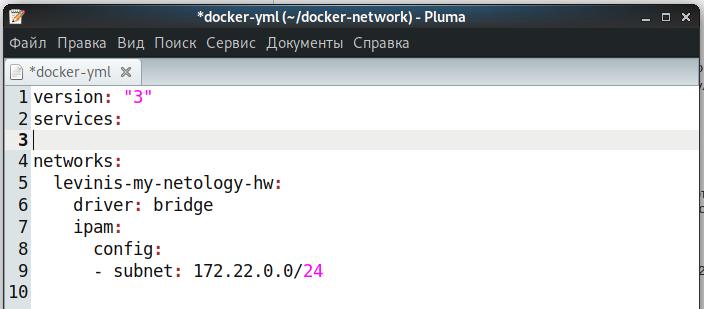 *docker-yml (~/docker-network) - Pluma
Файл Правка Вид Поиск Сервис Документы Справка
*docker-yml
1 version: "3"
2 services:
3
4 networks:
5   levinis-my-netology-hw:
6     driver: bridge
7     ipam:
8       config:
9       - subnet: 172.22.0.0/24
10